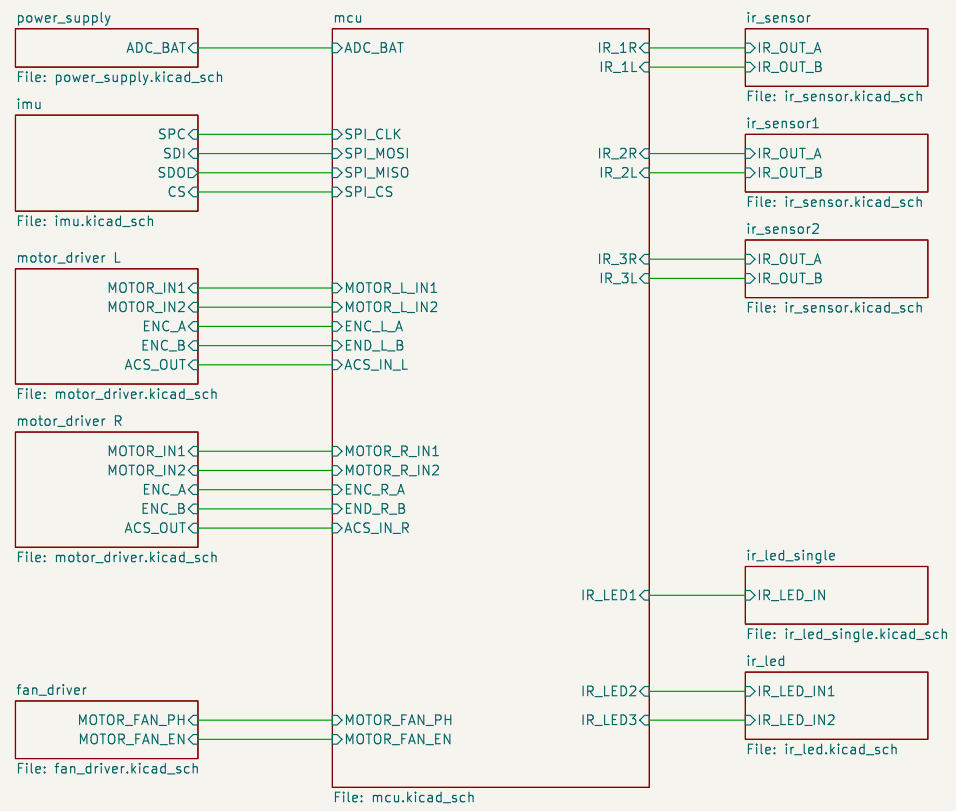 power_supply
ADC_BAT
File: power_supply.kicad_sch
imu
SPC
SDI
SDO
CS
File: imu.kicad_sch
motor_driver L
MOTOR_IN1
MOTOR_IN2
ENC_A
ENC_B
ACS_OUT
File: motor_driver.kicad_sch
motor_driver R
MOTOR_IN1
MOTOR_IN2
ENC_A
ENC_B
ACS_OUT
File: motor_driver.kicad_sch
fan_driver
MOTOR_FAN_PH
MOTOR_FAN_EN
File: fan_driver.kicad_sch
mcu
ADC_BAT
SPI_CLK
SPI_MOSI
SPI_MISO
SPI_CS
MOTOR_L_IN1
MOTOR_L_IN2
ENC_L_A
END_L_B
ACS_IN_L
MOTOR_R_IN1
MOTOR_R_IN2
ENC_R_A
END_R_B
ACS_IN_R
MOTOR_FAN_PH
MOTOR_FAN_EN
IR_1R
IR_1L
IR_2R
IR_2L
IR_3R
IR_3L
IR_LED1
IR_LED2
IR_LED3
File: mcu.kicad_sch
ir_sensor
IR_OUT_A
IR_OUT_B
File: ir_sensor.kicad_sch
ir_sensor1
IR_OUT_A
IR_OUT_B
File: ir_sensor.kicad_sch
ir_sensor2
IR_OUT_A
IR_OUT_B
File: ir_sensor.kicad_sch
ir_led_single
IR_LED_IN
File: ir_led_single.kicad_sch
ir_led
IR_LED_IN1
IR_LED_IN2
File: ir_led.kicad_sch